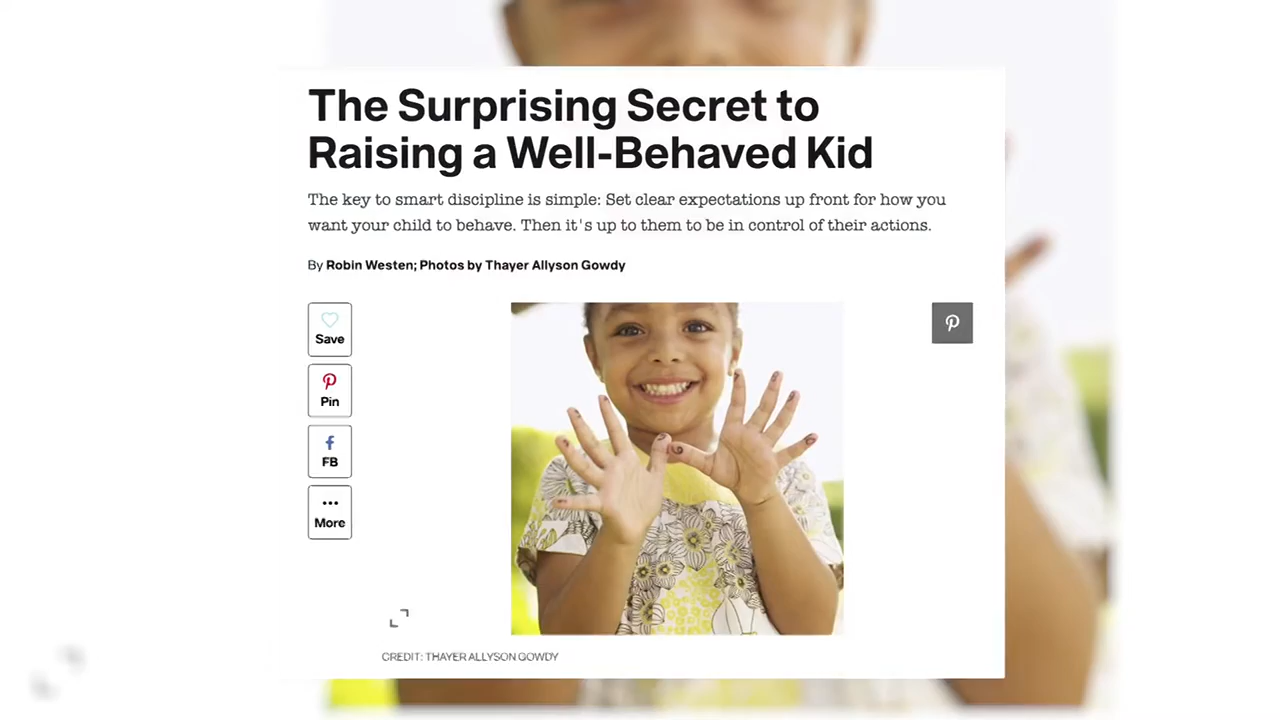 The Surprising Secret to
Raising a Well-Behaved Kid
The key to smart discipline is simple: Set clear expectations up front for how you
want your child to behave. Then it's up to them to be in control of their actions.
By Robin Westen; Photos by Thayer Allyson Gowdy
Save
Pin
FB
More
CREDIT: THAYER ALLYSON GOWDY